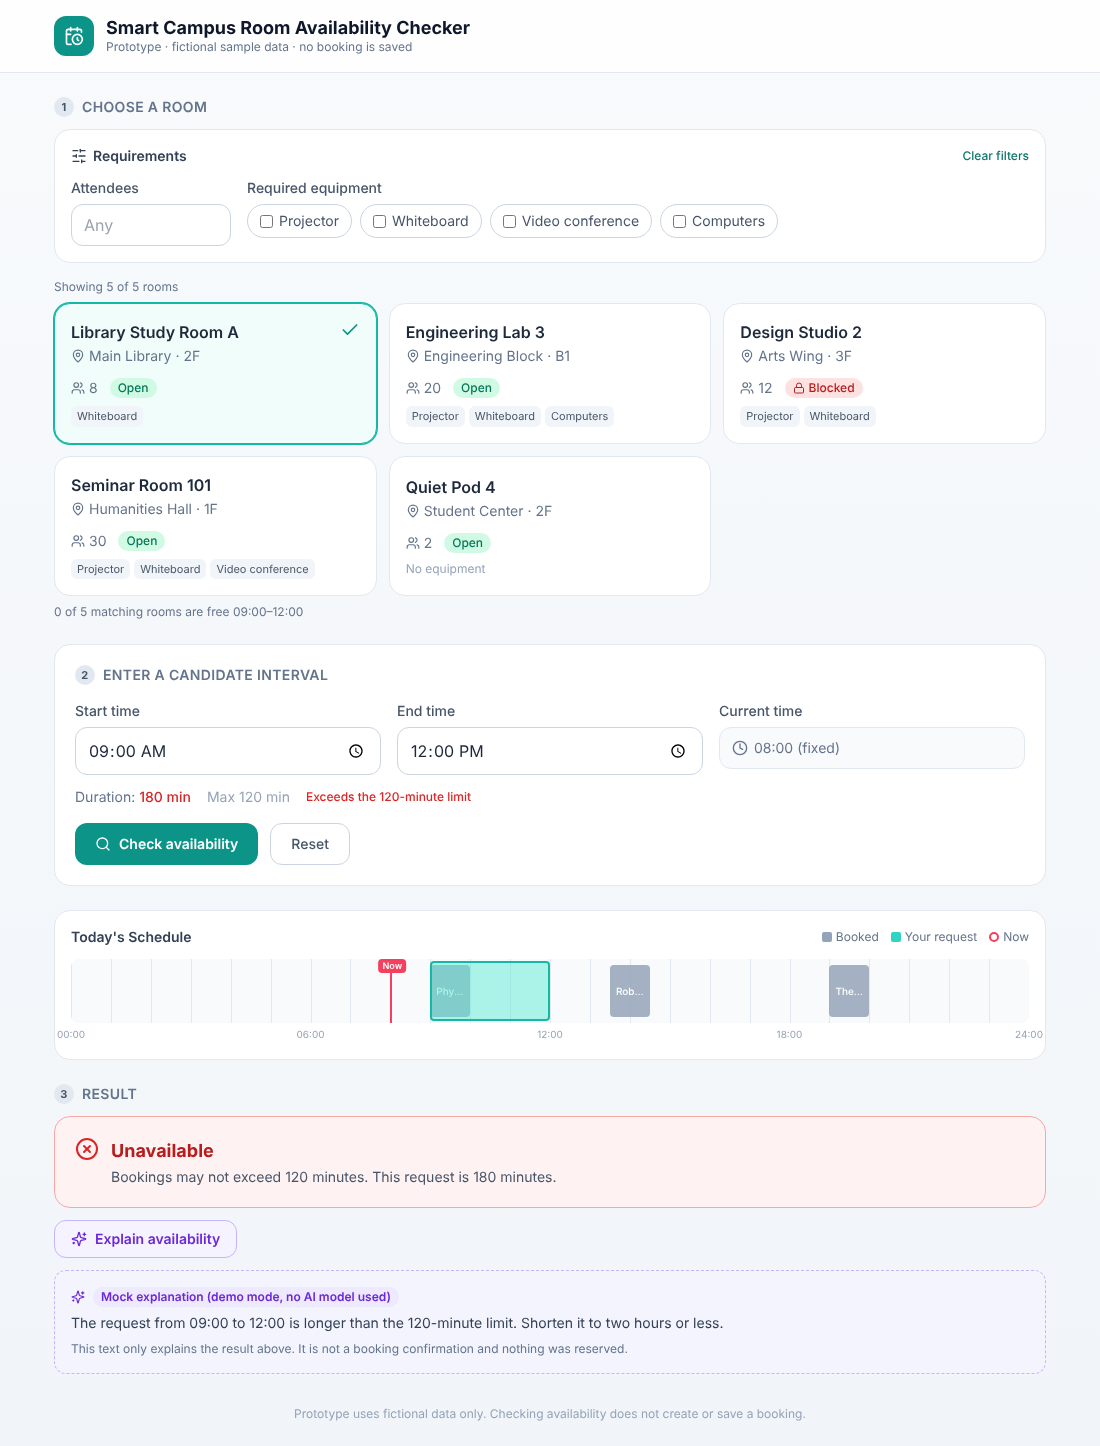 Smart Campus Room Availability Checker
Prototype · fictional sample data · no booking is saved
1 CHOOSE A ROOM
Requirements
Clear filters
Attendees
Required equipment
Any
Projector
Whiteboard
Video conference
Computers
Showing 5 of 5 rooms
Library Study Room A
Main Library · 2F
8 Open
Whiteboard
Engineering Lab 3
Engineering Block · B1
20 Open
Projector Whiteboard Computers
Design Studio 2
Arts Wing · 3F
12 Blocked
Projector Whiteboard
Seminar Room 101
Humanities Hall · 1F
30 Open
Projector Whiteboard Video conference
Quiet Pod 4
Student Center · 2F
2 Open
No equipment
0 of 5 matching rooms are free 09:00–12:00
2 ENTER A CANDIDATE INTERVAL
Start time
09:00 AM
End time
12:00 PM
Current time
08:00 (fixed)
Duration: 180 min Max 120 min Exceeds the 120-minute limit
Check availability
Reset
Today's Schedule
Booked Your request Now
Now
Phy...
Rob...
The...
00:00 06:00 12:00 18:00 24:00
3 RESULT
Unavailable
Bookings may not exceed 120 minutes. This request is 180 minutes.
Explain availability
Mock explanation (demo mode, no AI model used)
The request from 09:00 to 12:00 is longer than the 120-minute limit. Shorten it to two hours or less.
This text only explains the result above. It is not a booking confirmation and nothing was reserved.
Prototype uses fictional data only. Checking availability does not create or save a booking.